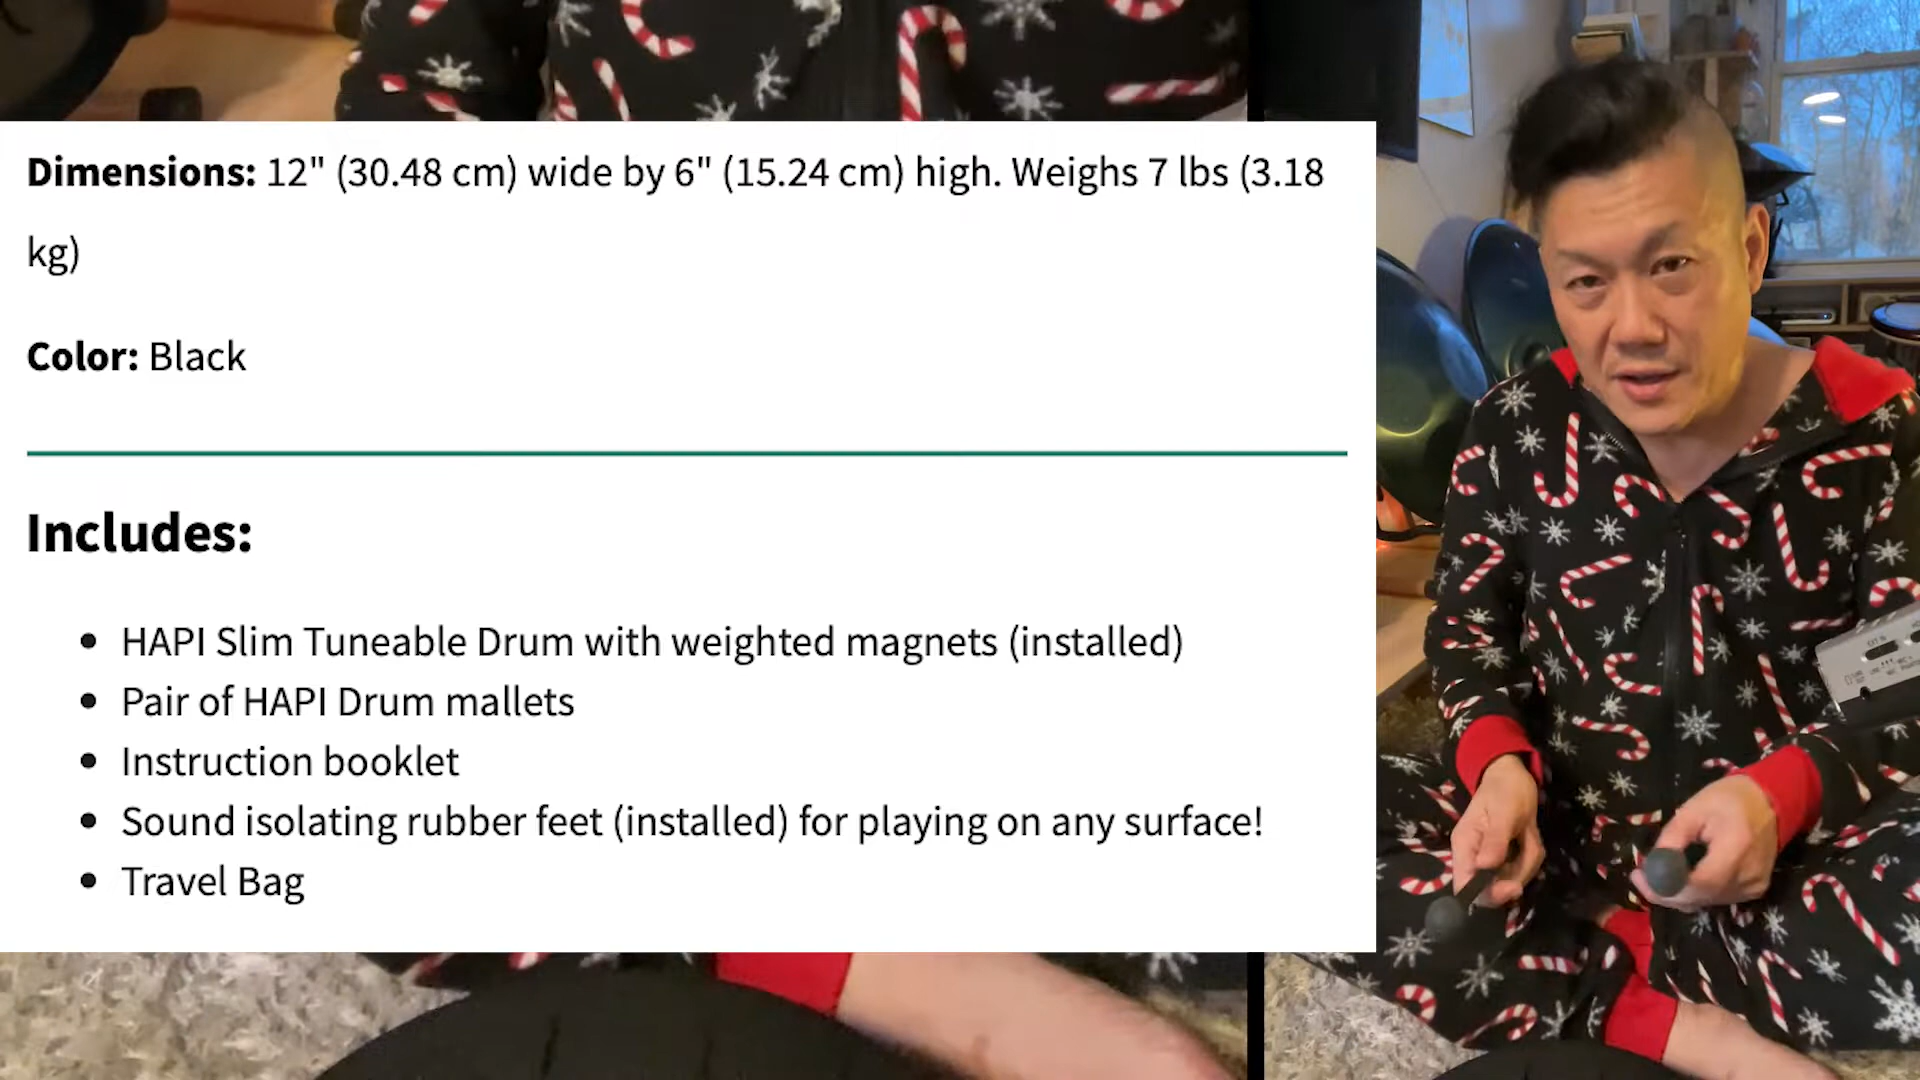 Dimensions: 12" (30.48 cm) wide by 6" (15.24 cm) high. Weighs 7 lbs (3.18
kg)
Color: Black
Includes:
HAPI Slim Tuneable Drum with weighted magnets (installed)
Pair of HAPI Drum mallets
Instruction booklet
Sound isolating rubber feet (installed) for playing on any surface!
Travel Bag
EXT IN